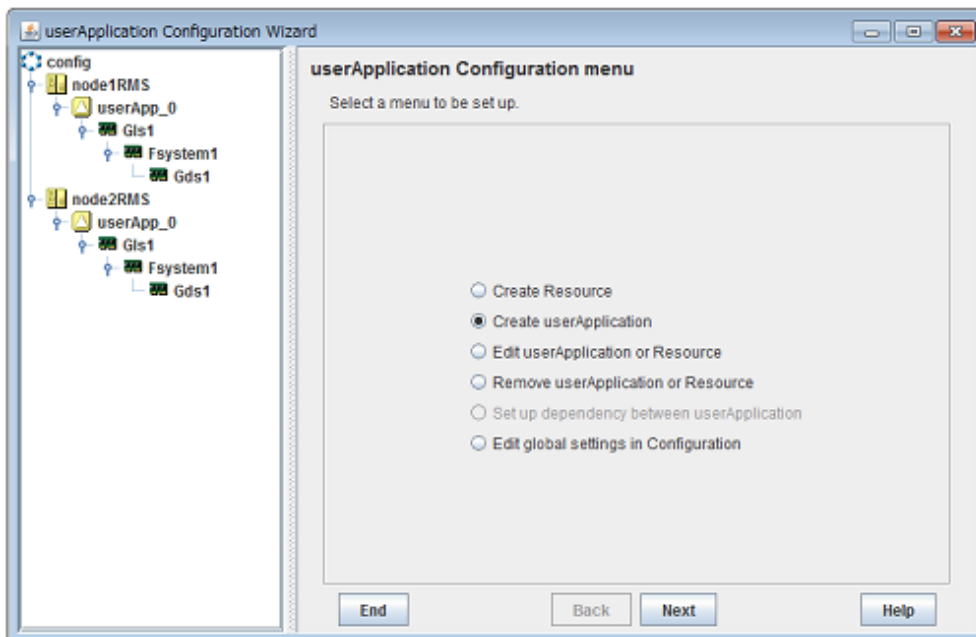 userApplication Configuration Wizard
config
node1RMS
userApp_0
Gls1
Fsystem1
Gds1
node2RMS
userApp_0
Gls1
Fsystem1
Gds1
userApplication Configuration menu
Select a menu to be set up.
Create Resource
Create userApplication
Edit userApplication or Resource
Remove userApplication or Resource
Set up dependency between userApplication
Edit global settings in Configuration
End Back Next Help